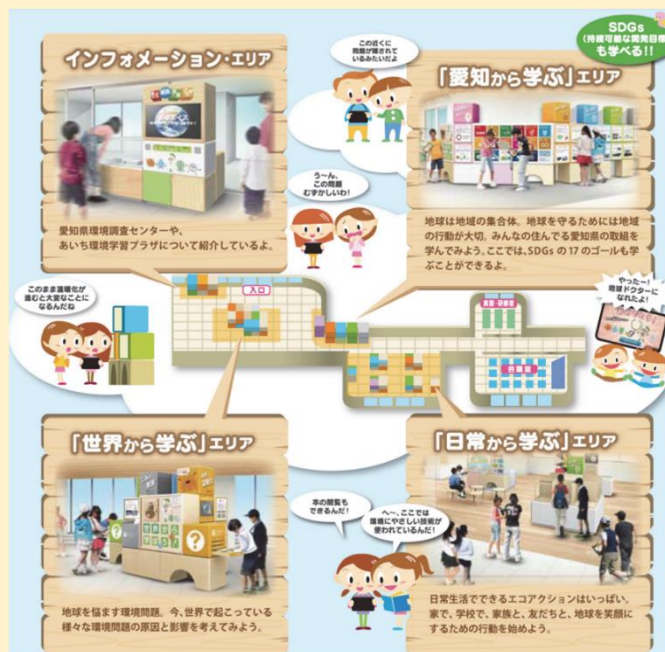 SDGs
(持続可能な開発目標)
も学べる!!
インフォメーション・エリア
愛知県環境調査センターや、
あいち環境学習プラザについて紹介しているよ。
この近くに
問題が隠されて
いるみたいだよ
「愛知から学ぶ」エリア
地球は地域の集合体。地球を守るためには地域
の行動が大切。みんなの住んでる愛知県の取組を
学んでみよう。ここでは、SDGs の 17 のゴールも学
ぶことができるよ。
う〜ん、
この問題
むずかしいわ!
このまま温暖化が
進むと大変なことに
なるんだね
入口
やったー!
地球ドクターに
なれたよ!
「世界から学ぶ」エリア
地球を悩ます環境問題。今、世界で起こっている
様々な環境問題の原因と影響を考えてみよう。
本の閲覧も
できるんだ!
へー、ここでは
環境にやさしい技術が
使われているんだ!
「日常から学ぶ」エリア
日常生活でできるエコアクションはいっぱい。
家で、学校で、家族と、友だちと、地球を笑顔に
するための行動を始めよう。